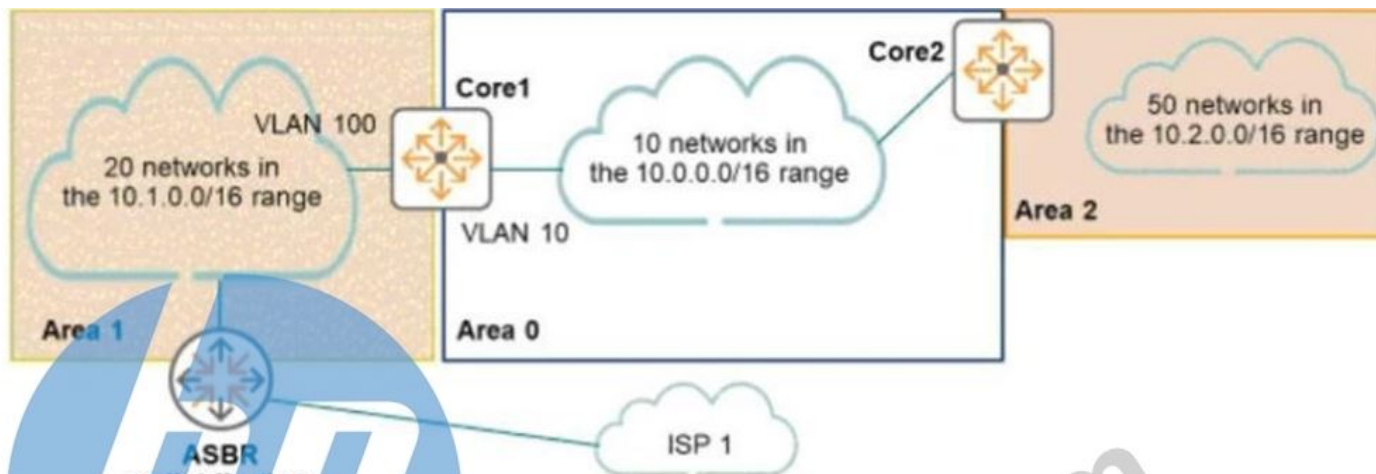 Core2
Core1
VLAN 100
20 networks in
the 10.1.0.0/16 range
10 networks in
the 10.0.0.0/16 range
50 networks in
the 10.2.0.0/16 range
VLAN 10
Area 2
Area 1
Area 0
ASBR
ISP 1